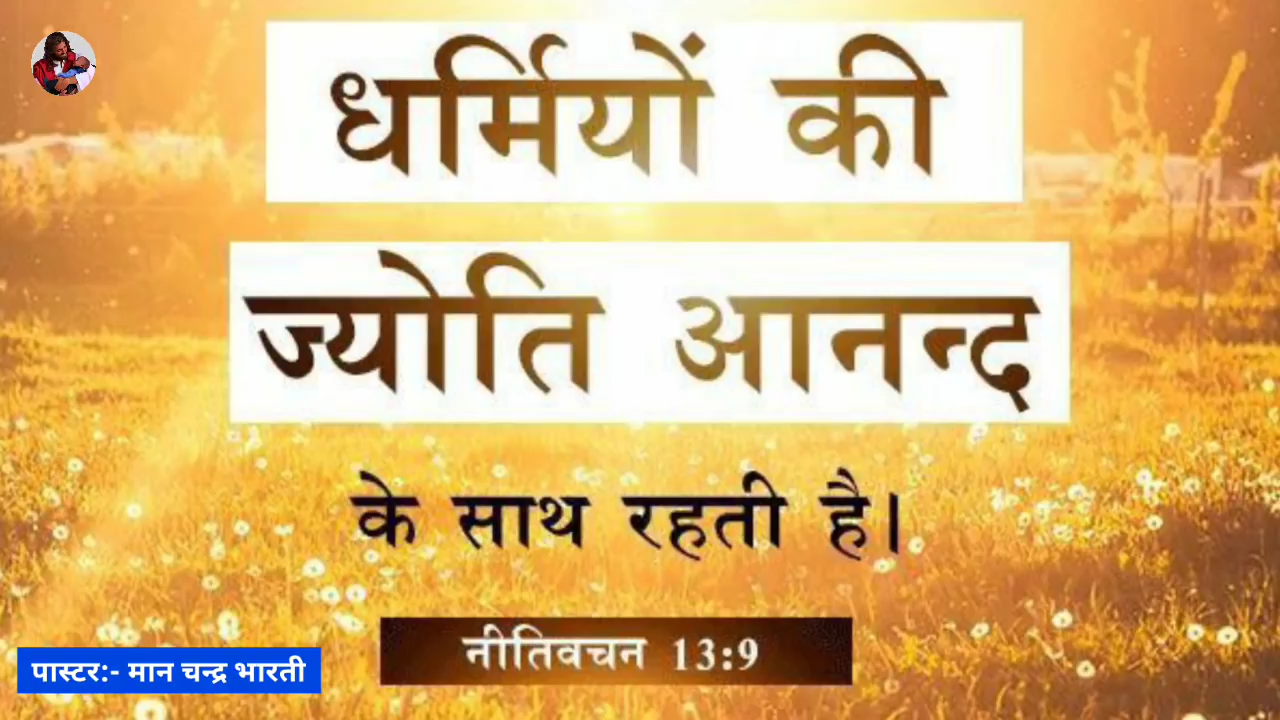 धर्मियों की
ज्योति आनन्द
के साथ रहती है।
नीतिवचन 13:9
पास्टर:- मान चन्द्र भारती